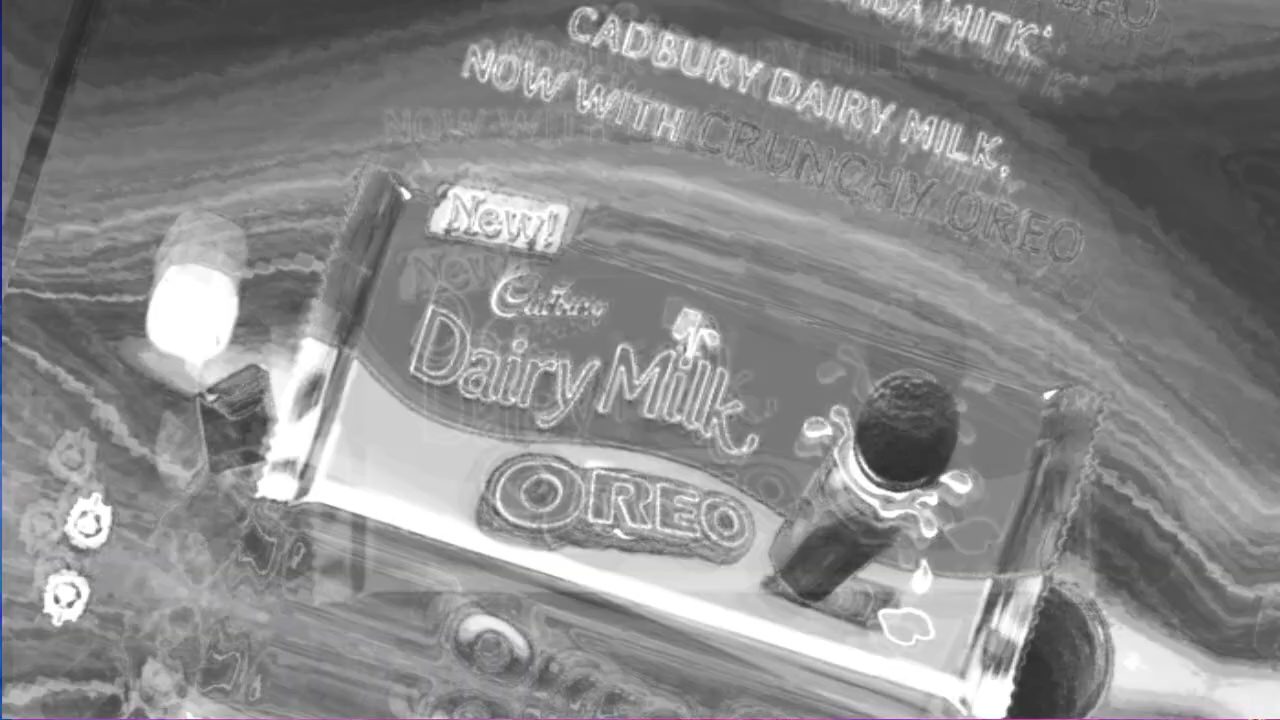 CADBURY DAIRY MILK,
NOW WITH CRUNCHY OREO
New!
Cadbury
Dairy Milk
OREO